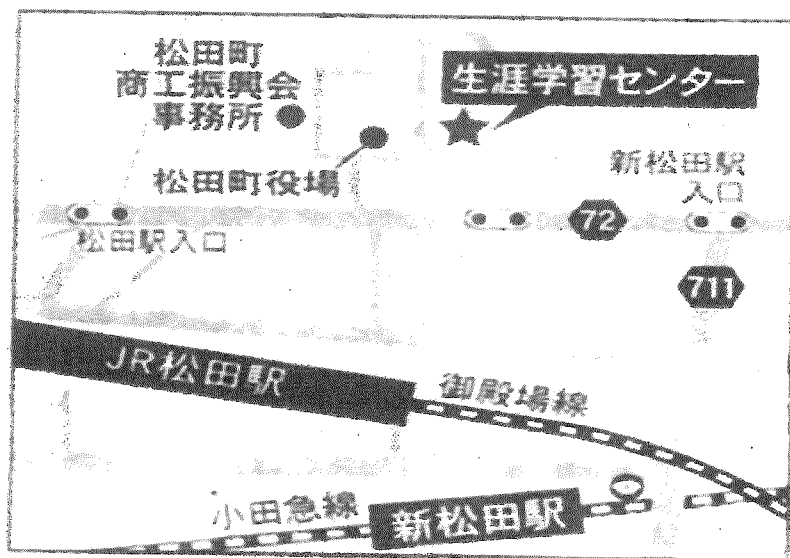 松田町
商工振興会
事務所
生涯学習センター
松田町役場
新松田駅
入口
松田駅入口
72
711
JR松田駅
御殿場線
小田急線
新松田駅